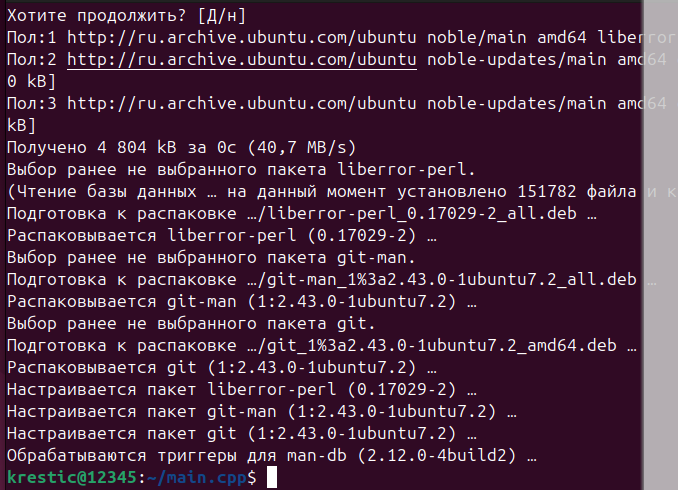 Хотите продолжить? [Д/н]
Пол:1 http://ru.archive.ubuntu.com/ubuntu noble/main amd64 liberror
Пол:2 http://ru.archive.ubuntu.com/ubuntu noble-updates/main amd64
0 kB]
Пол:3 http://ru.archive.ubuntu.com/ubuntu noble-updates/main amd64
kB]
Получено 4 804 kB за 0с (40,7 MB/s)
Выбор ранее не выбранного пакета liberror-perl.
(Чтение базы данных … на данный момент установлено 151782 файла и к
Подготовка к распаковке …/liberror-perl_0.17029-2_all.deb …
Распаковывается liberror-perl (0.17029-2) …
Выбор ранее не выбранного пакета git-man.
Подготовка к распаковке …/git-man_1%3a2.43.0-1ubuntu7.2_all.deb …
Распаковывается git-man (1:2.43.0-1ubuntu7.2) …
Выбор ранее не выбранного пакета git.
Подготовка к распаковке …/git_1%3a2.43.0-1ubuntu7.2_amd64.deb …
Распаковывается git (1:2.43.0-1ubuntu7.2) …
Настраивается пакет liberror-perl (0.17029-2) …
Настраивается пакет git-man (1:2.43.0-1ubuntu7.2) …
Настраивается пакет git (1:2.43.0-1ubuntu7.2) …
Обрабатываются триггеры для man-db (2.12.0-4build2) …
krestic@12345:~/main.cpp$